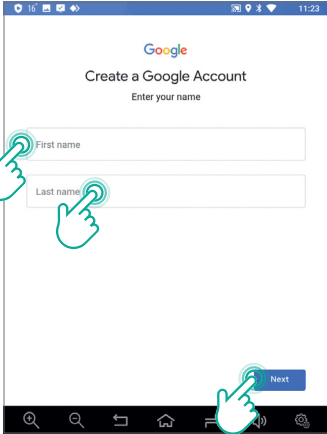 16° 11:23
Google
Create a Google Account
Enter your name
First name
Last name
Next